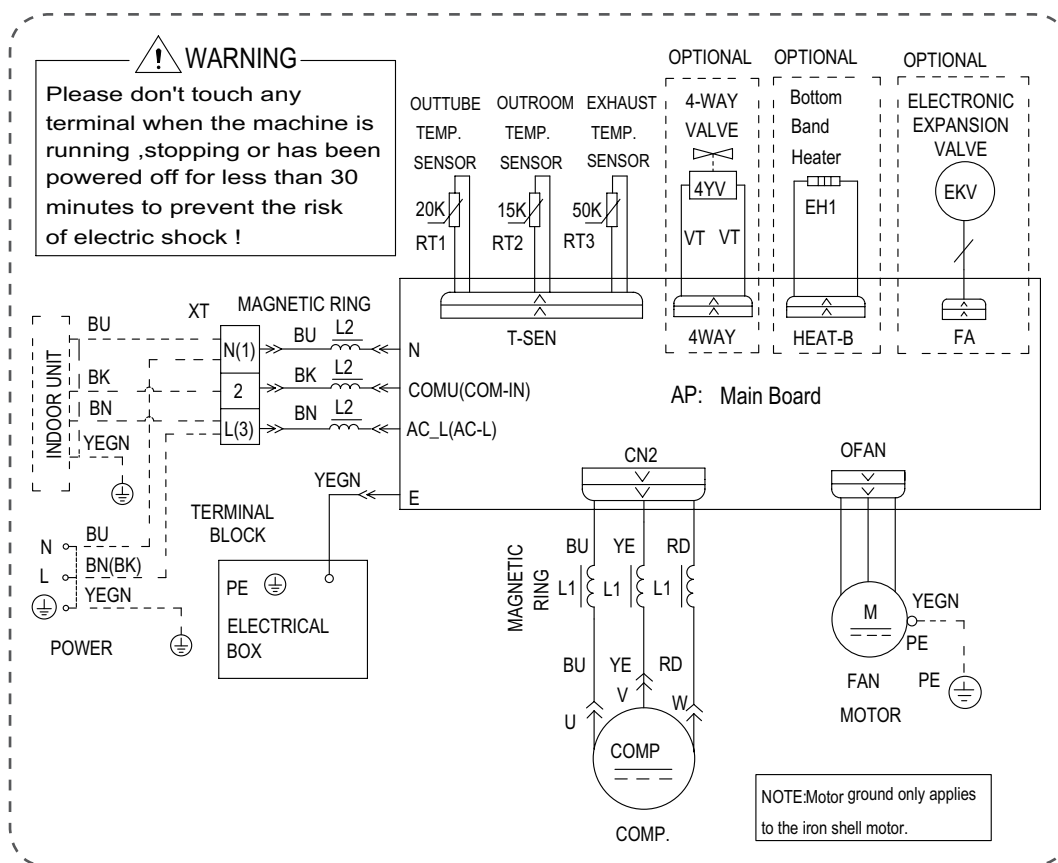 WARNING
Please don't touch any
terminal when the machine is
running ,stopping or has been
powered off for less than 30
minutes to prevent the risk
of electric shock !
OUTTUBE
TEMP.
SENSOR
20K
RT1
OUTROOM
TEMP.
SENSOR
15K
RT2
EXHAUST
TEMP.
SENSOR
50K
RT3
T-SEN
OPTIONAL
4-WAY
VALVE
4YV
VT VT
4WAY
OPTIONAL
Bottom
Band
Heater
EH1
HEAT-B
OPTIONAL
ELECTRONIC
EXPANSION
VALVE
EKV
FA
INDOOR UNIT
BU
BK
BN
YEGN
XT
N(1)
2
L(3)
MAGNETIC RING
BU L2 N
BK L2 COMU(COM-IN)
BN L2 AC_L(AC-L)
YEGN E
AP: Main Board
TERMINAL
BLOCK
N BU
L BN(BK)
YEGN
POWER
PE
ELECTRICAL
BOX
CN2
MAGNETIC
RING
BU YE RD
L1 L1 L1
BU YE RD
U V W
COMP
COMP.
OFAN
M
YEGN
PE
PE
FAN
MOTOR
NOTE:Motor ground only applies
to the iron shell motor.